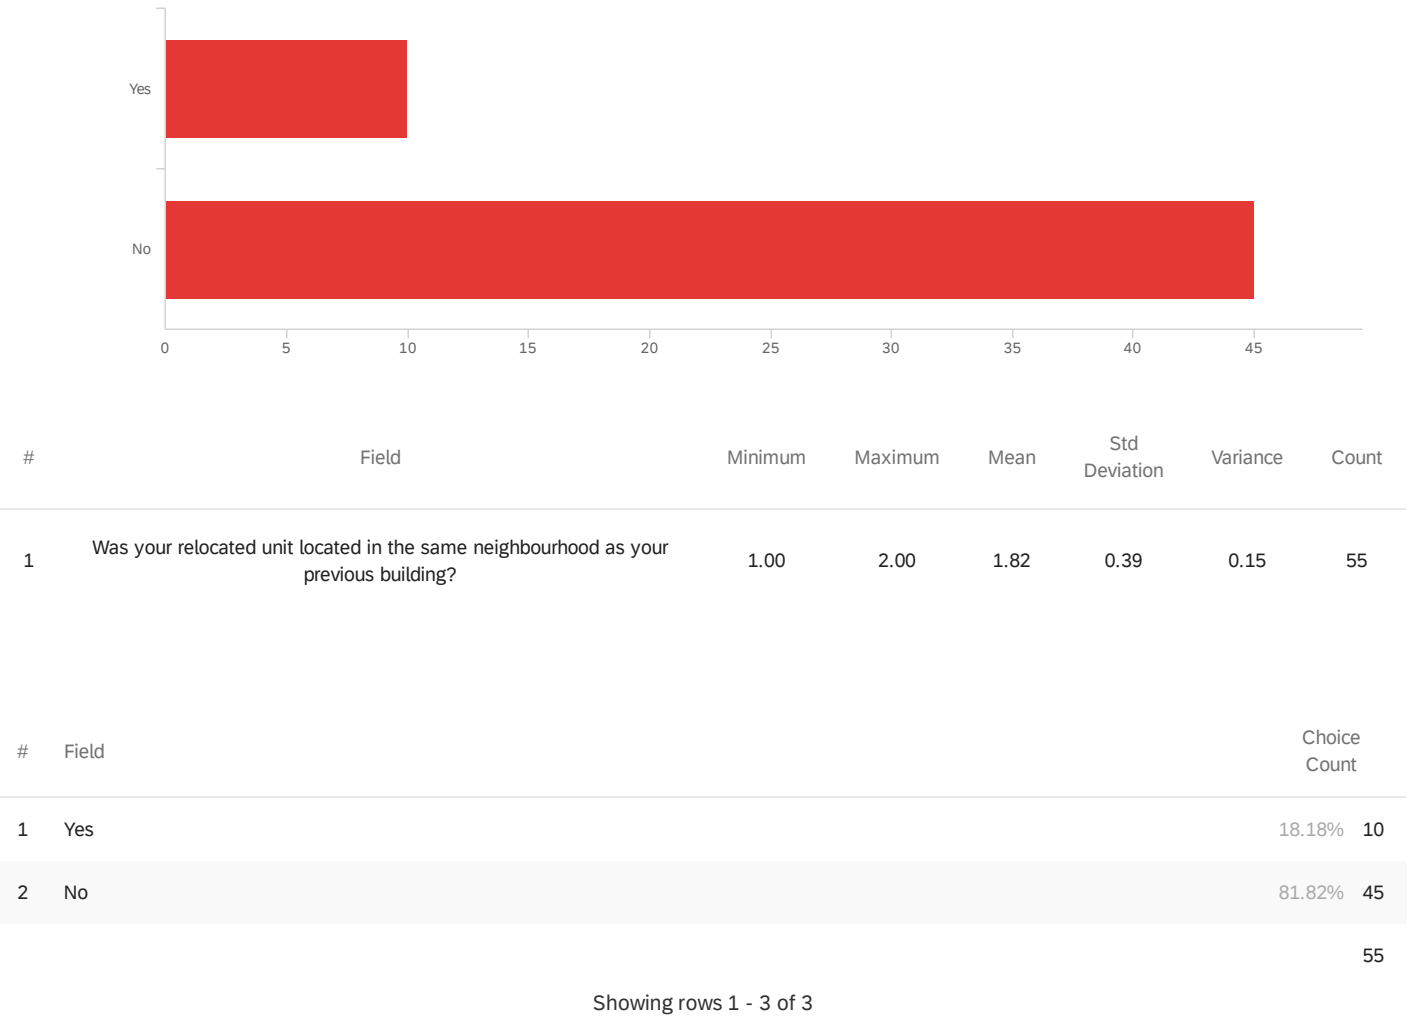 Yes
No
0 5 10 15 20 25 30 35 40 45
# Field Minimum Maximum Mean Std Deviation Variance Count
1 Was your relocated unit located in the same neighbourhood as your previous building? 1.00 2.00 1.82 0.39 0.15 55
# Field Choice Count
1 Yes 18.18% 10
2 No 81.82% 45
55
Showing rows 1 - 3 of 3